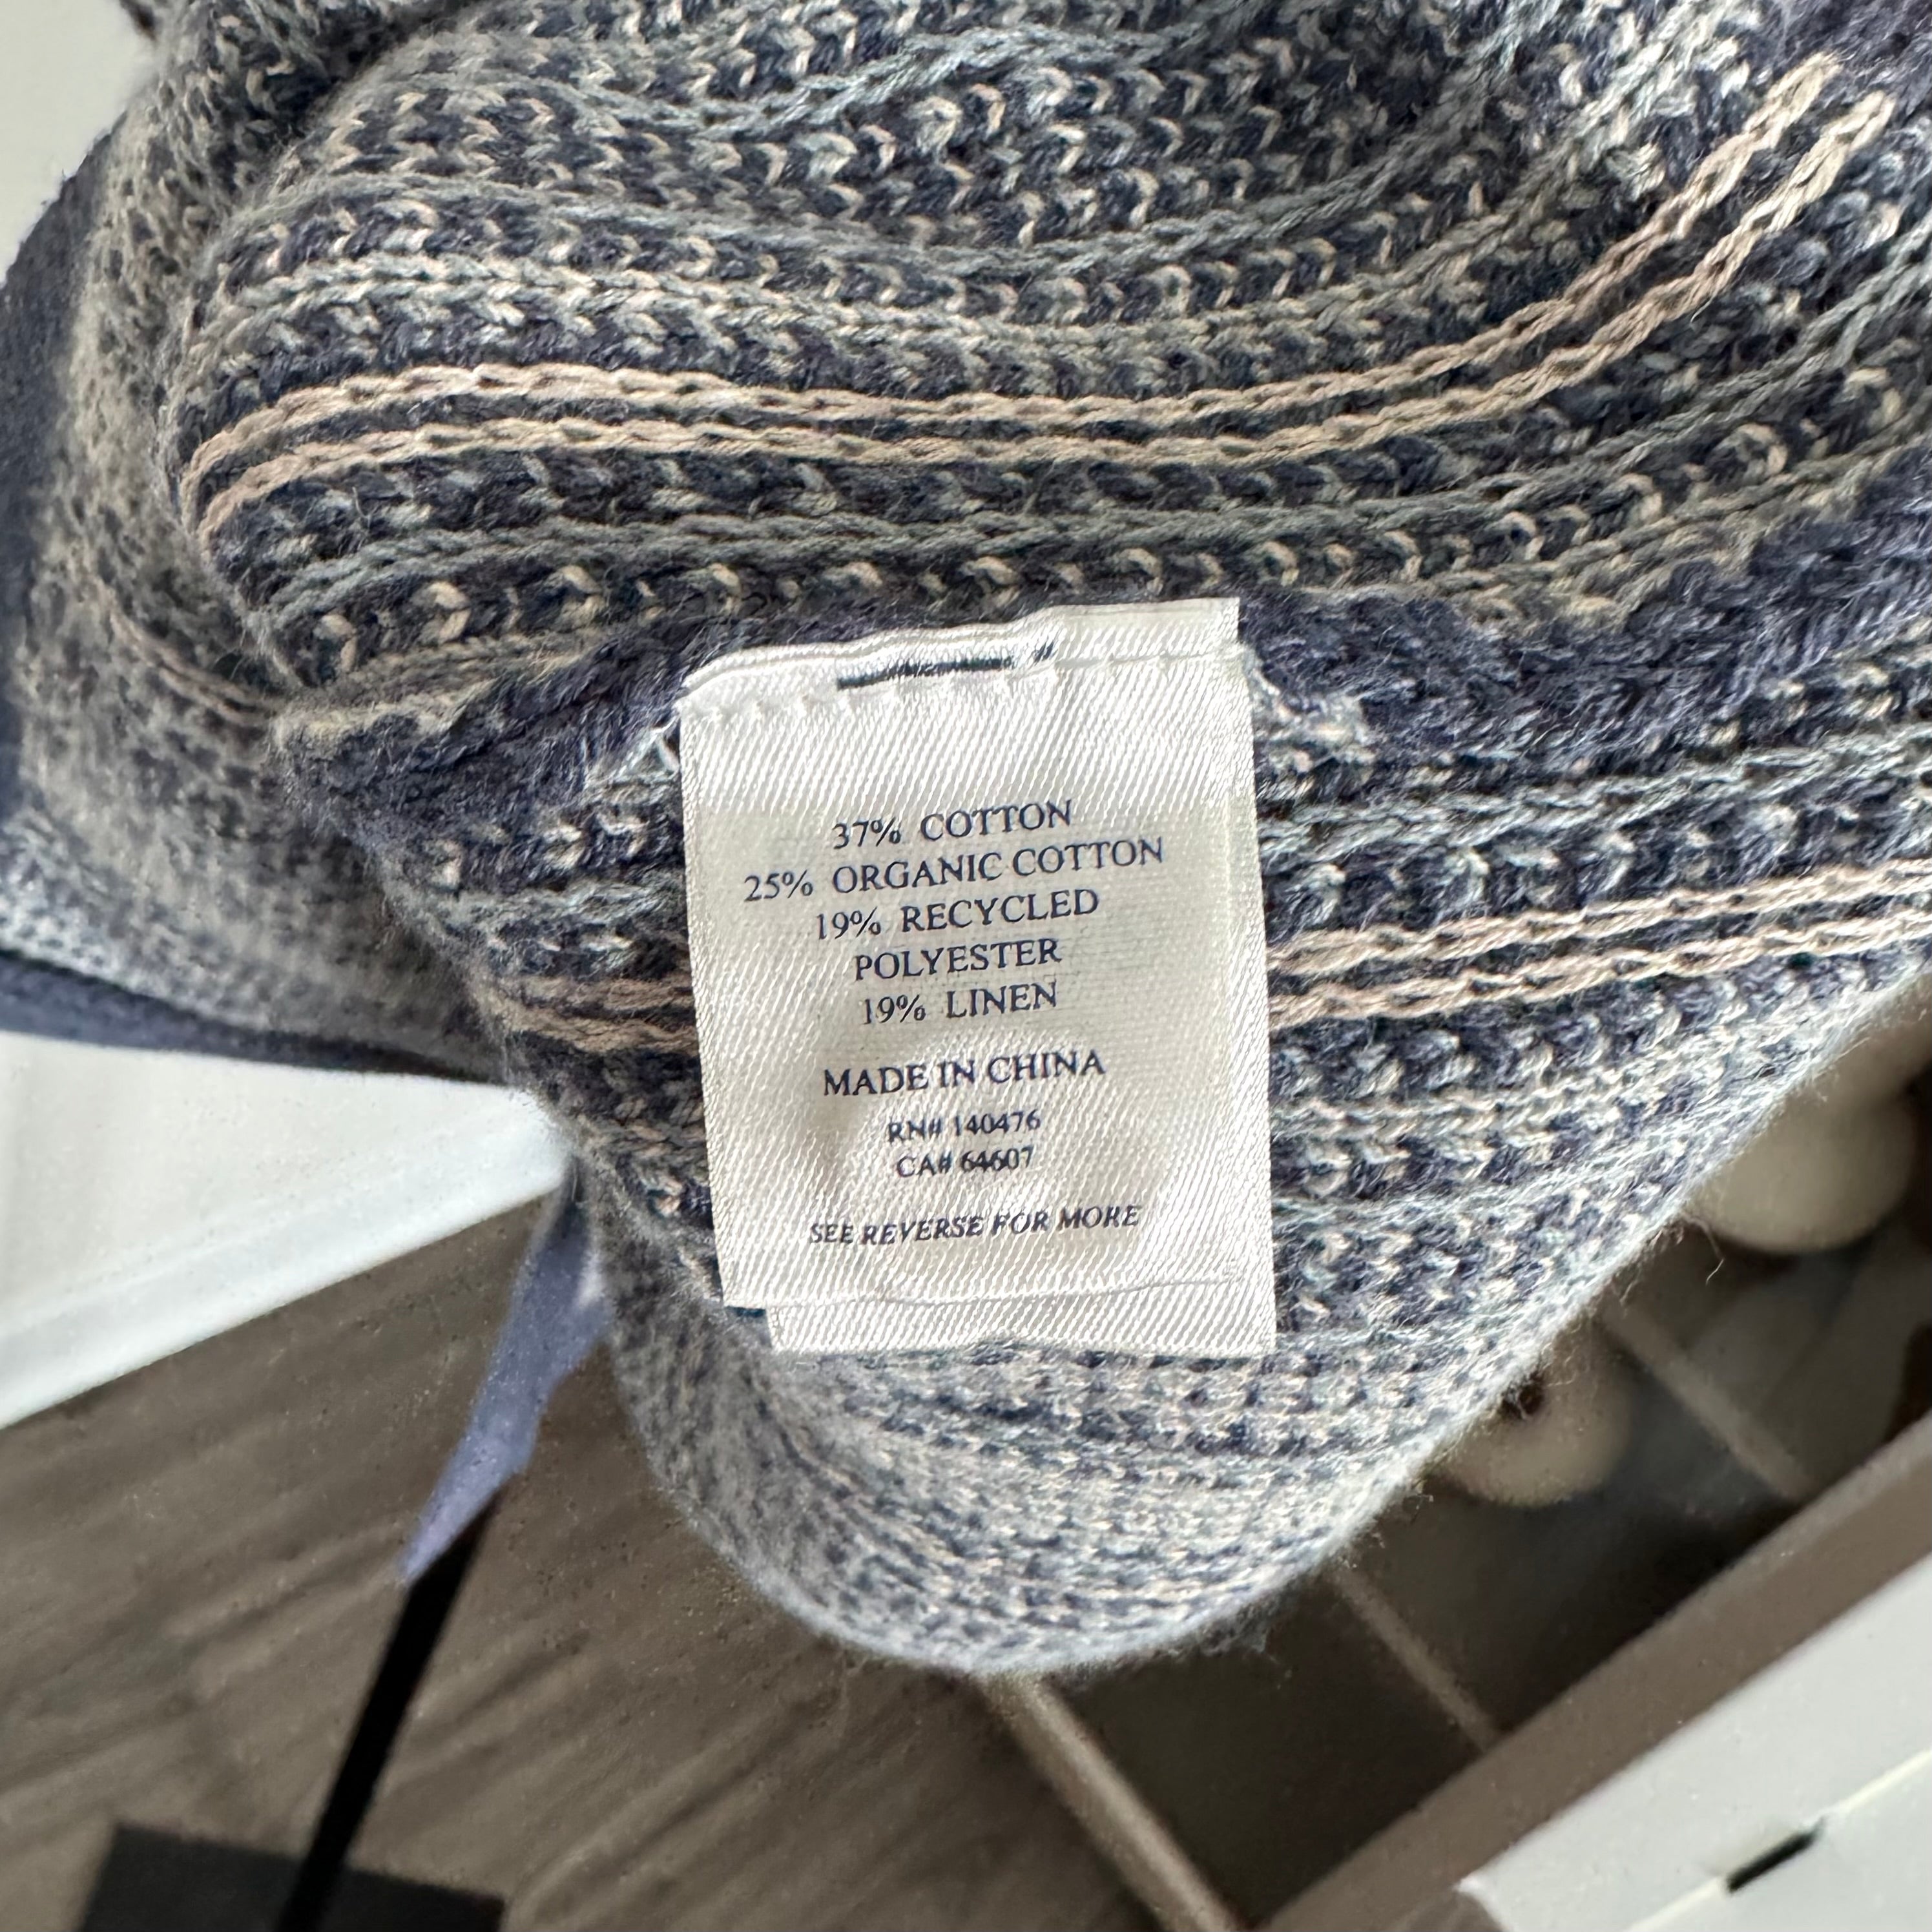 37% COTTON
25% ORGANIC COTTON
19% RECYCLED
POLYESTER
19% LINEN
MADE IN CHINA
RN# 140476
CA# 64607
SEE REVERSE FOR MORE